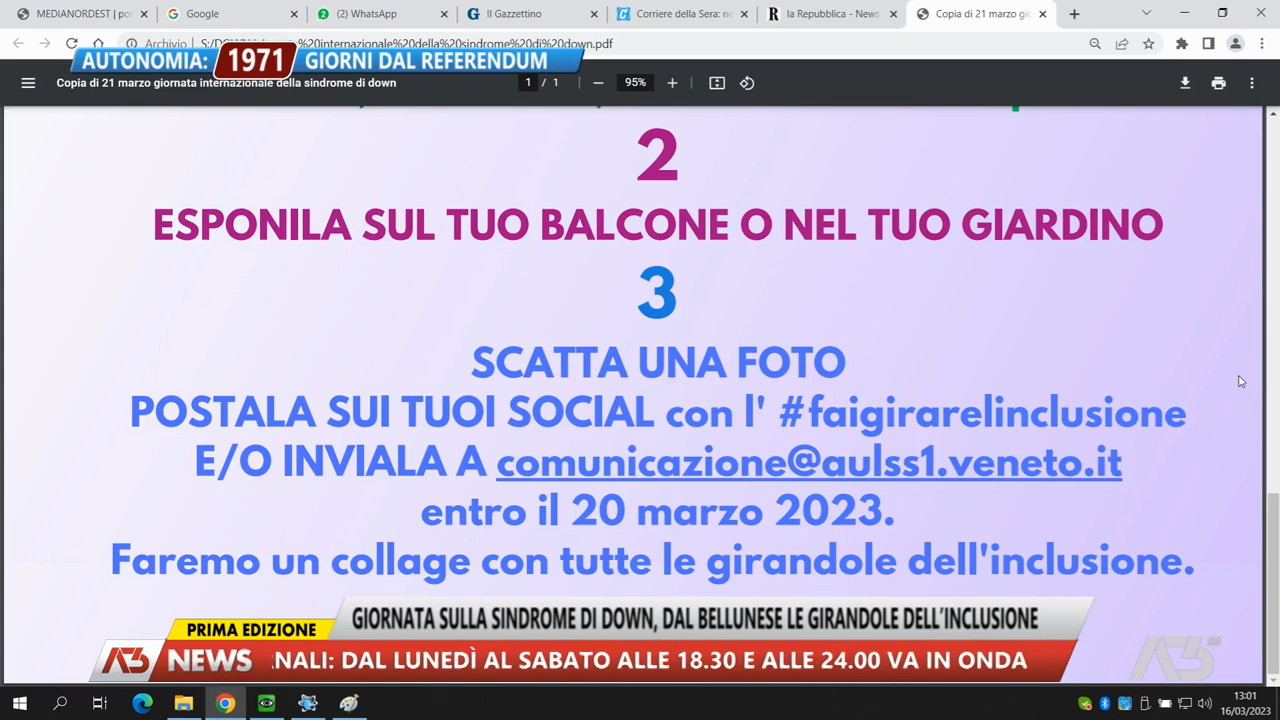 MEDIANORDEST | por
Google
(2) WhatsApp
Il Gazzettino
Corriere della Sera: ne
la Repubblica - News
Copia di 21 marzo gio
Archivio
AUTONOMIA: 1971 GIORNI DAL REFERENDUM
Copia di 21 marzo giornata internazionale della sindrome di down
1 / 1
95%
2
ESPONILA SUL TUO BALCONE O NEL TUO GIARDINO
3
SCATTA UNA FOTO
POSTALA SUI TUOI SOCIAL con l' #faigirarelinclusione
E/O INVIALA A comunicazione@aulss1.veneto.it
entro il 20 marzo 2023.
Faremo un collage con tutte le girandole dell'inclusione.
GIORNATA SULLA SINDROME DI DOWN, DAL BELLUNESE LE GIRANDOLE DELL'INCLUSIONE
PRIMA EDIZIONE
A3 NEWS
RNALI: DAL LUNEDÌ AL SABATO ALLE 18.30 E ALLE 24.00 VA IN ONDA
13:01
16/03/2023